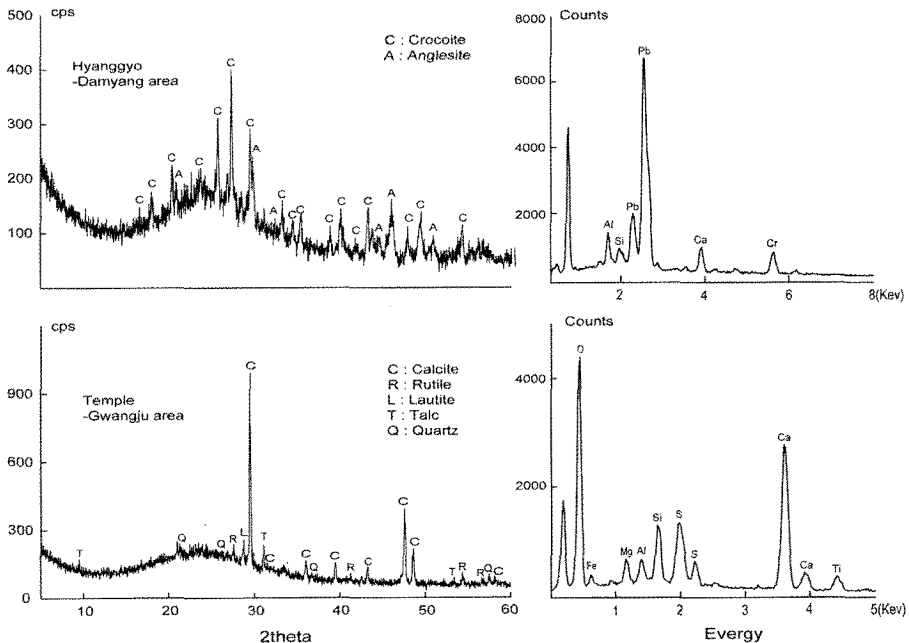 cps
500
400
300
200
100
Hyanggyo
-Damyang area
C : Crocoite
A : Anglesite
C
C
C
A
C
C
C
C
A
A
C
C
C
C
C
C
C
A
A
C
C
A
C
Counts
8000
6000
4000
2000
0
Al
Si
Pb
Pb
Ca
Cr
2
4
6
8(Kev)
cps
900
600
300
0
Temple
-Gwangju area
C : Calcite
R : Rutile
L : Lautite
T : Talc
Q : Quartz
T
Q
Q
R
L
C
T
C
C
Q
C
R
C
C
C
T
R
R
Q
C
10
20
30
40
50
60
2theta
Counts
4000
2000
0
O
Fe
Mg
Al
Si
S
S
Ca
Ca
Ti
1
2
3
4
5(Kev)
Evergy